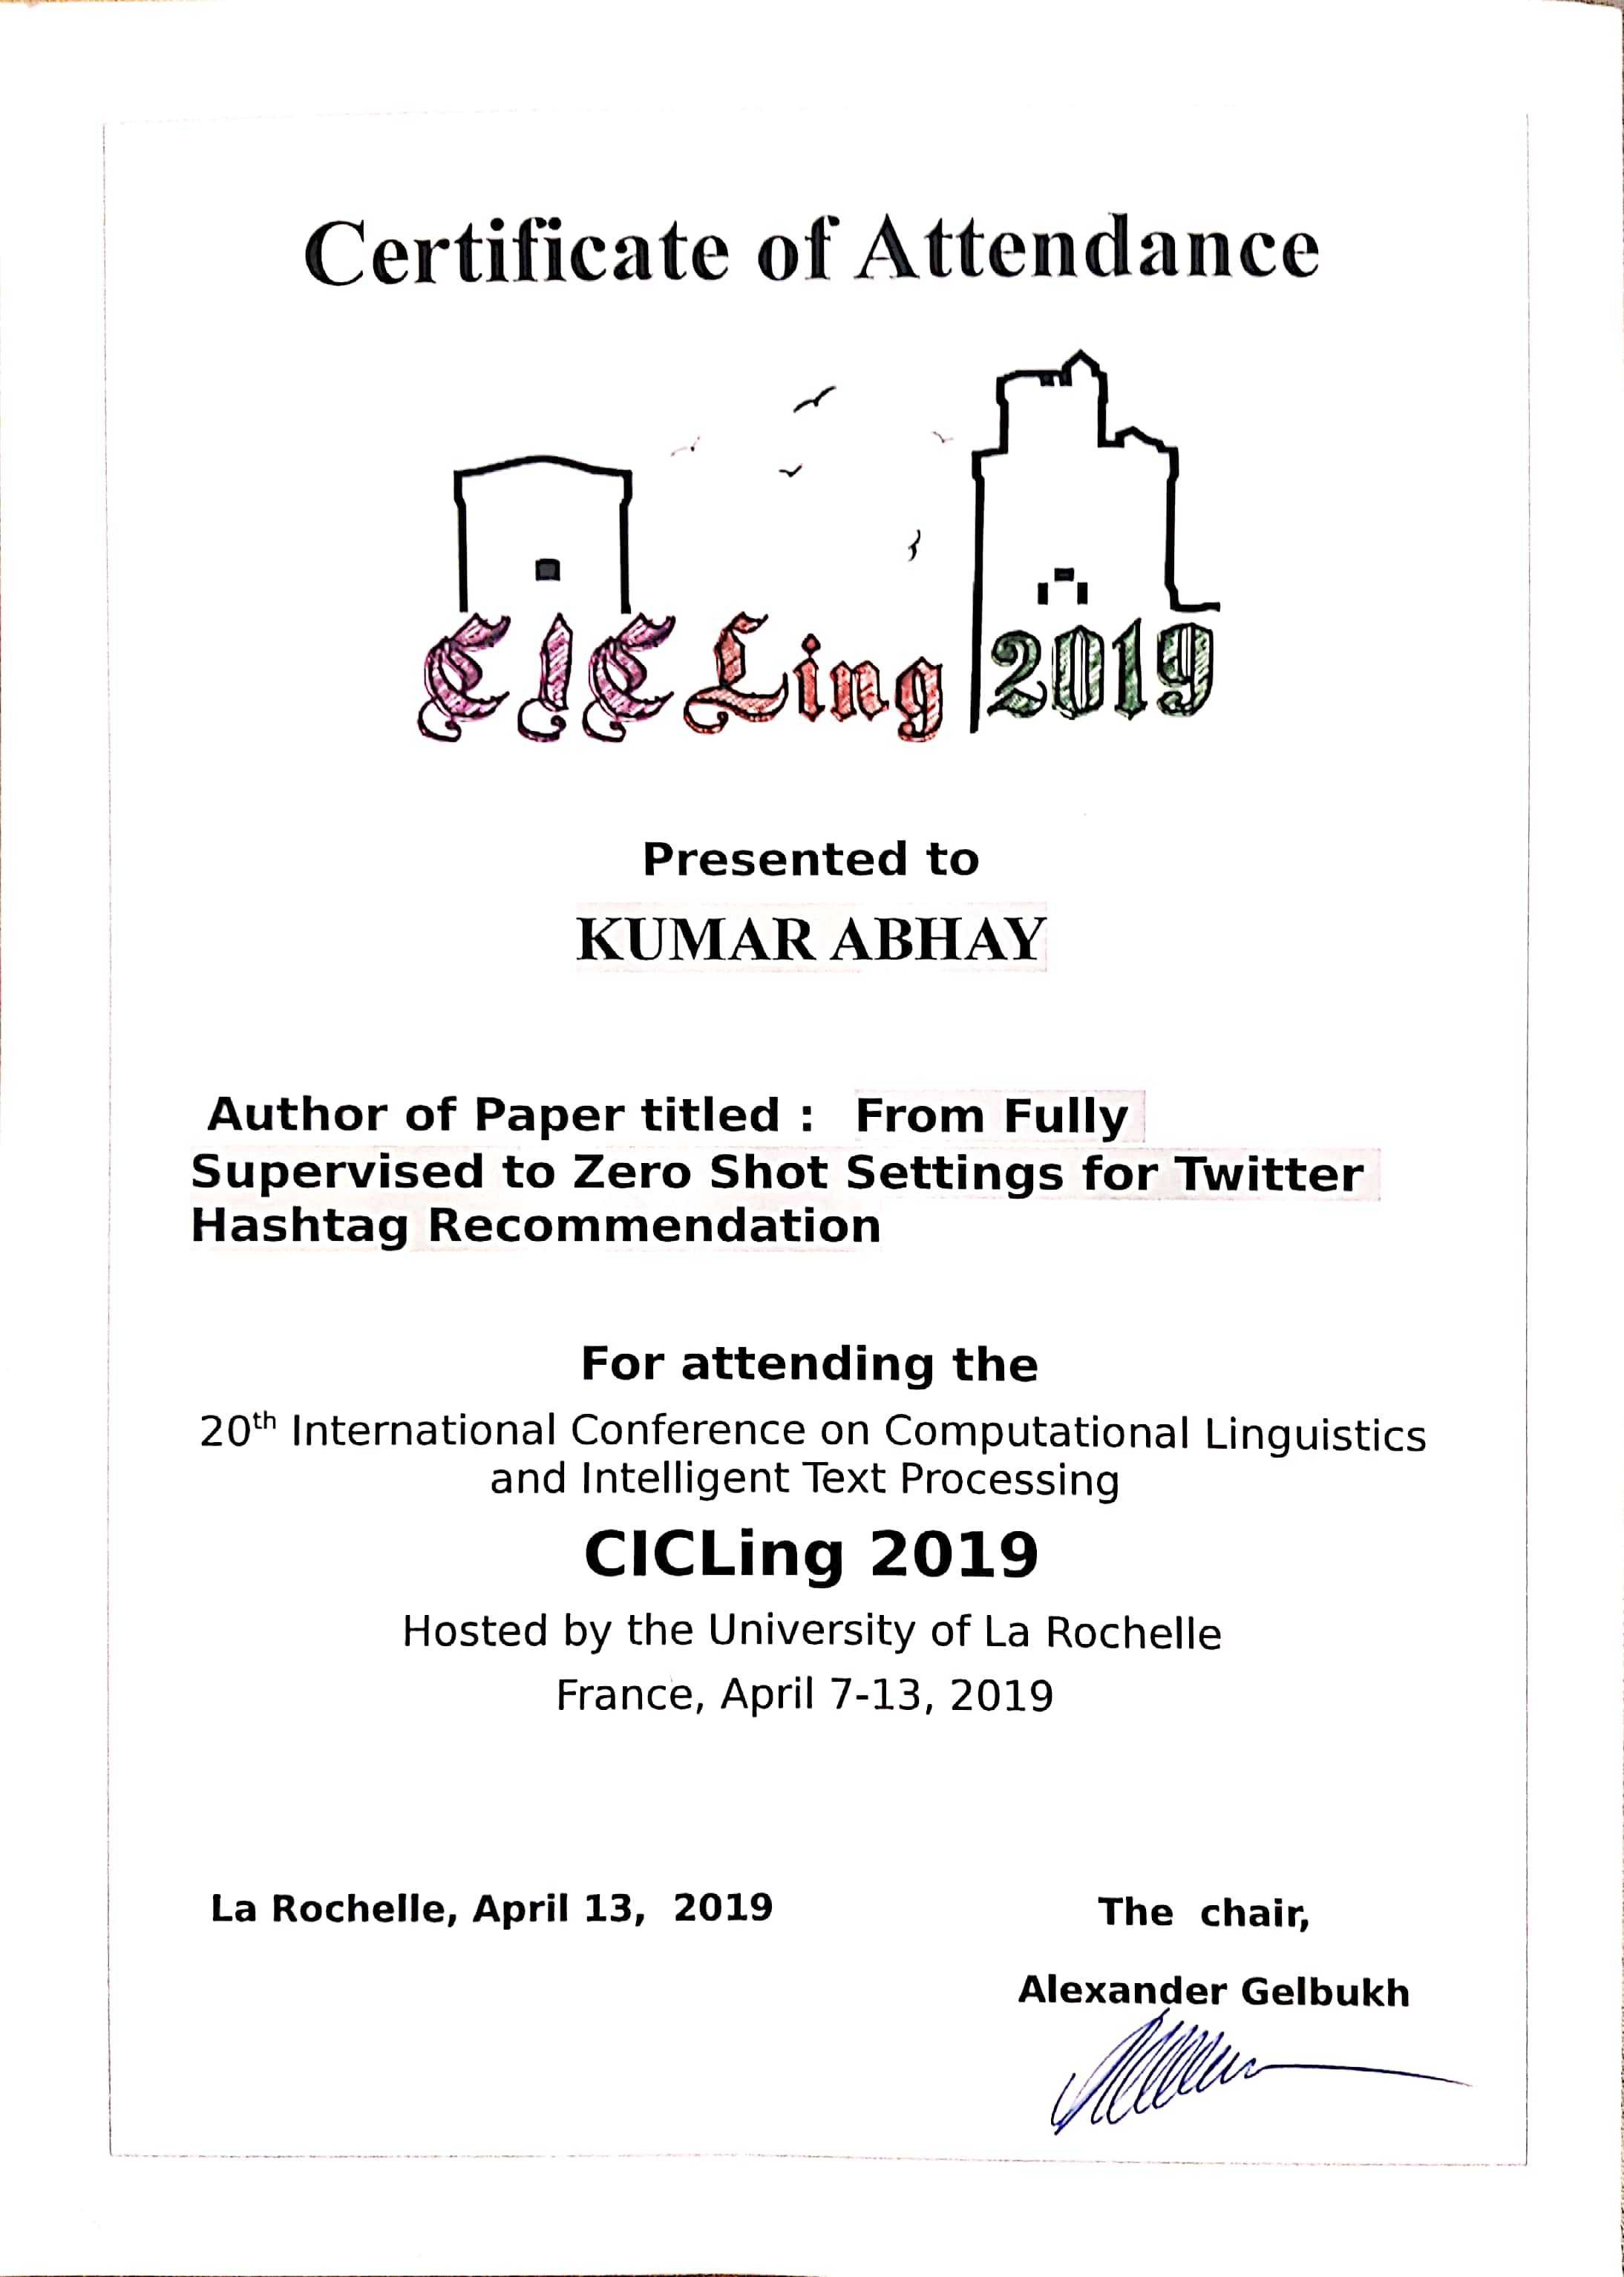 Certificate of Attendance
CICLing 2019
Presented to
KUMAR ABHAY
Author of Paper titled : From Fully
Supervised to Zero Shot Settings for Twitter
Hashtag Recommendation
For attending the
20th International Conference on Computational Linguistics
and Intelligent Text Processing
CICLing 2019
Hosted by the University of La Rochelle
France, April 7-13, 2019
La Rochelle, April 13, 2019
The chair,
Alexander Gelbukh